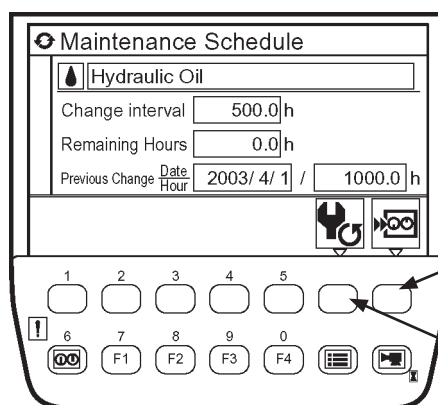 Maintenance Schedule
Hydraulic Oil
Change interval 500.0 h
Remaining Hours 0.0 h
Previous Change Date/Hour 2003/ 4/ 1 / 1000.0 h
1 2 3 4 5
! 6 7 8 9 0
F1 F2 F3 F4